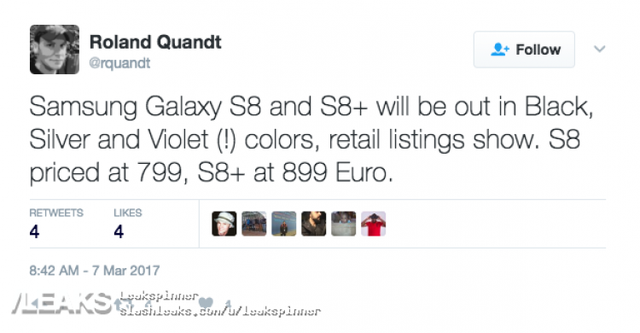 Roland Quandt
@rquandt
Follow
Samsung Galaxy S8 and S8+ will be out in Black,
Silver and Violet (!) colors, retail listings show. S8
priced at 799, S8+ at 899 Euro.
RETWEETS LIKES
4 4
8:42 AM - 7 Mar 2017
/LEAKS
Leakspinner
slashleaks.com/u/leakspinner